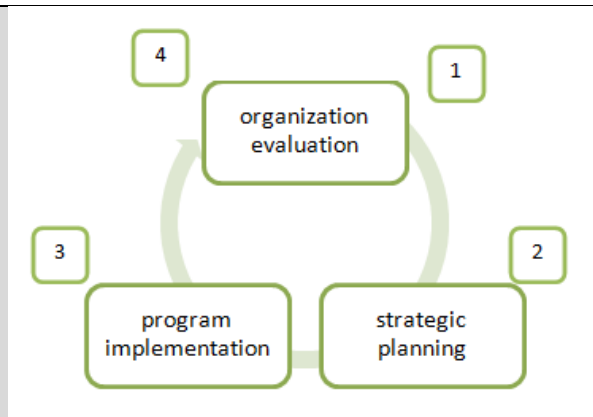 4
1
organization
evaluation
3
2
program
implementation
strategic
planning